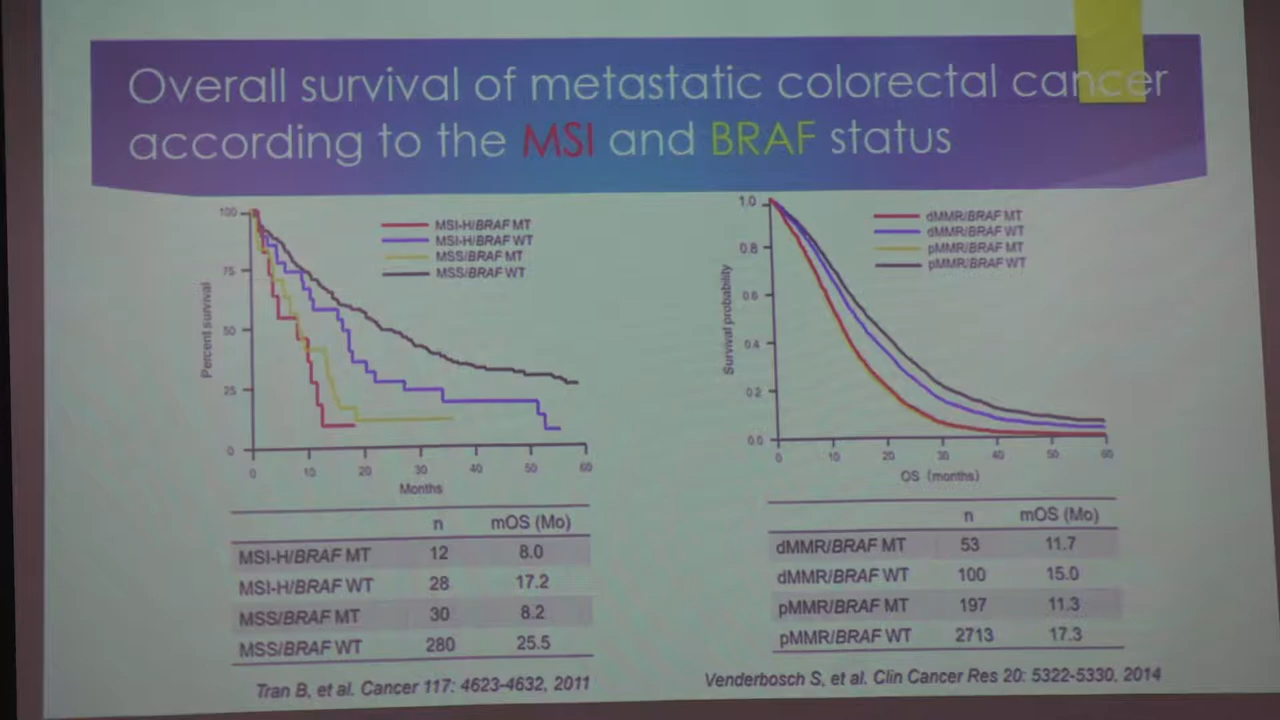 Overall survival of metastatic colorectal cancer
according to the MSI and BRAF status
100
75
50
25
0
Percent survival
MSI-H/BRAF MT
MSI-H/BRAF WT
MSS/BRAF MT
MSS/BRAF WT
0 10 20 30 40 50 60
Months
n mOS (Mo)
MSI-H/BRAF MT 12 8.0
MSI-H/BRAF WT 28 17.2
MSS/BRAF MT 30 8.2
MSS/BRAF WT 280 25.5
Tran B, et al. Cancer 117: 4623-4632, 2011
1.0
0.8
0.6
0.4
0.2
0.0
Survival probability
dMMR/BRAF MT
dMMR/BRAF WT
pMMR/BRAF MT
pMMR/BRAF WT
0 10 20 30 40 50 60
OS (months)
n mOS (Mo)
dMMR/BRAF MT 53 11.7
dMMR/BRAF WT 100 15.0
pMMR/BRAF MT 197 11.3
pMMR/BRAF WT 2713 17.3
Venderbosch S, et al. Clin Cancer Res 20: 5322-5330, 2014